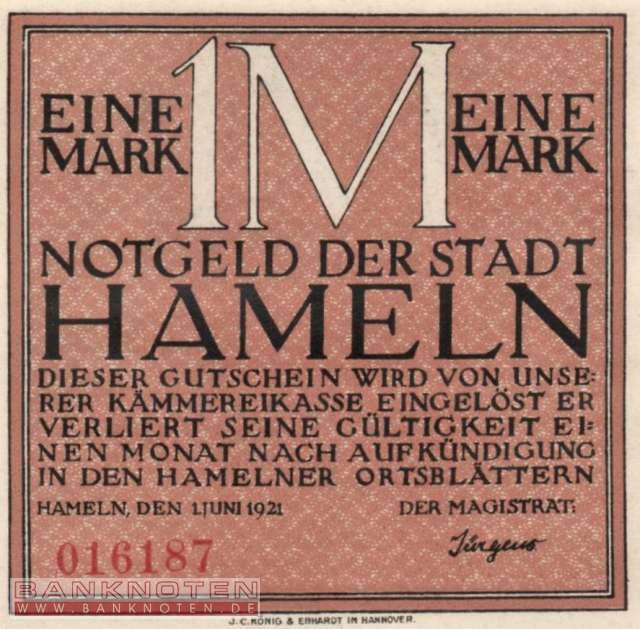 EINE MARK 1M EINE MARK
NOTGELD DER STADT
HAMELN
DIESER GUTSCHEIN WIRD VON UNSE-
RER KÄMMEREIKASSE EINGELÖST ER
VERLIERT SEINE GÜLTIGKEIT EI-
NEN MONAT NACH AUFKÜNDIGUNG
IN DEN HAMELNER ORTSBLÄTTERN
HAMELN, DEN 1.JUNI 1921 DER MAGISTRAT:
Jürgens
016187
BANKNOTEN
WWW.BANKNOTEN.DE
J.C.KÖNIG & EBHARDT IN HANNOVER.